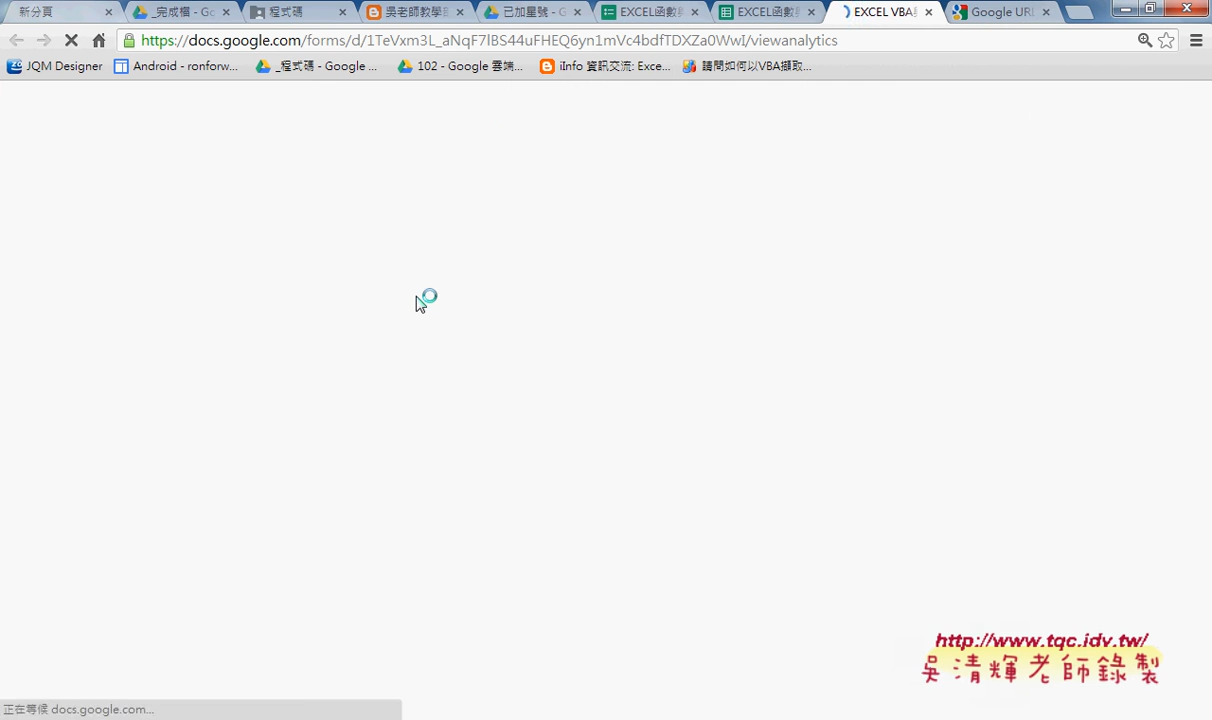 新分頁
_完成檔 - Gc
程式碼
吳老師教學
已加星號 - G
EXCEL函數
EXCEL函數
EXCEL VBA
Google URL
https://docs.google.com/forms/d/1TeVxm3L_aNqF7lBS44uFHEQ6yn1mVc4bdfTDXZa0WwI/viewanalytics
JQM Designer
Android - ronforw...
_程式碼 - Google ...
102 - Google 雲端...
iInfo 資訊交流: Exce...
請問如何以VBA擷取...
http://www.tqc.idv.tw/
吳清輝老師錄製
正在等候 docs.google.com...